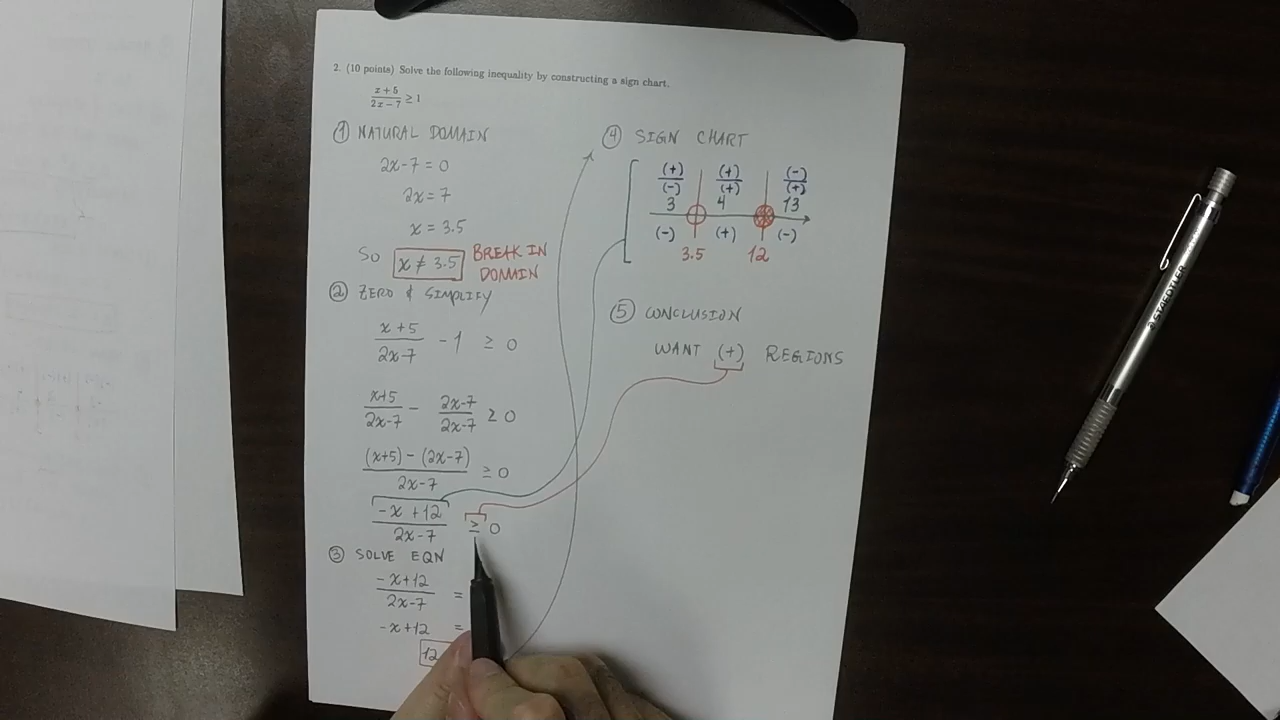 2. (10 points) Solve the following inequality by constructing a sign chart.
x + 5
2x − 7 ≥ 1
① NATURAL DOMAIN
2x-7 = 0
2x = 7
x = 3.5
SO x ≠ 3.5 BREAK IN
DOMAIN
② ZERO & SIMPLIFY
x+5
2x-7 - 1 ≥ 0
x+5 - 2x-7
2x-7 2x-7 ≥ 0
(x+5) - (2x-7)
2x-7 ≥ 0
-x +12
2x-7 ≥ 0
③ SOLVE EQN
-x+12
2x-7 =
-x+12 =
12
④ SIGN CHART
(+) (+) (-)
(-) (+) (+)
3 4 13
(-) (+) (-)
3.5 12
⑤ CONCLUSION
WANT (+) REGIONS
STAEDTLER